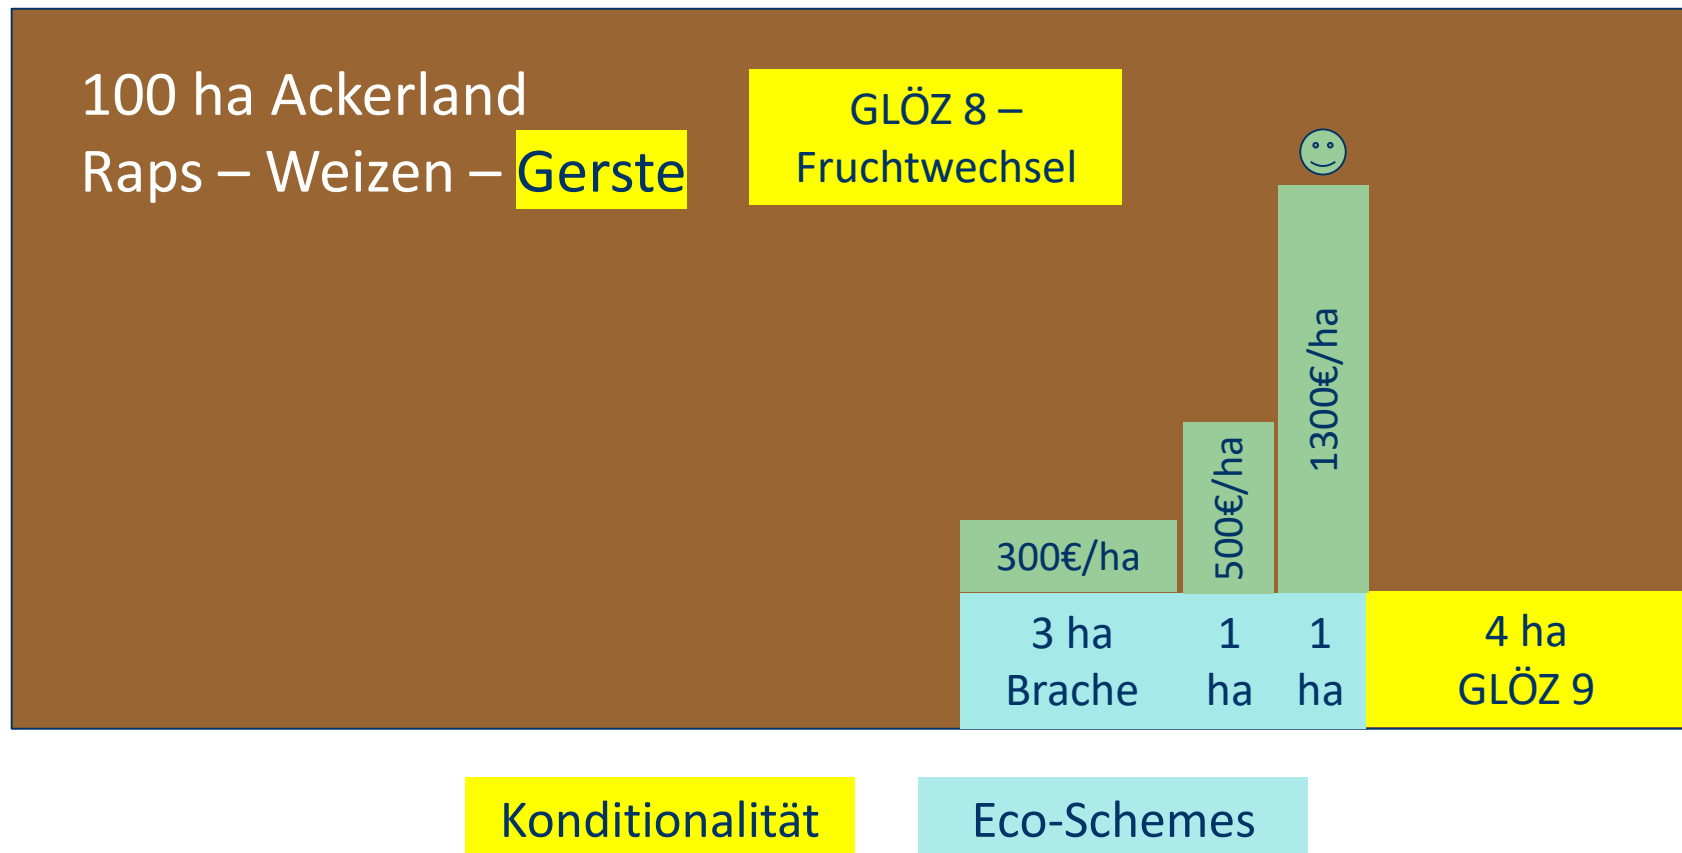 100 ha Ackerland
Raps – Weizen – Gerste
GLÖZ 8 –
Fruchtwechsel
300€/ha
500€/ha
1300€/ha
3 ha
Brache
1
ha
1
ha
4 ha
GLÖZ 9
Konditionalität
Eco-Schemes